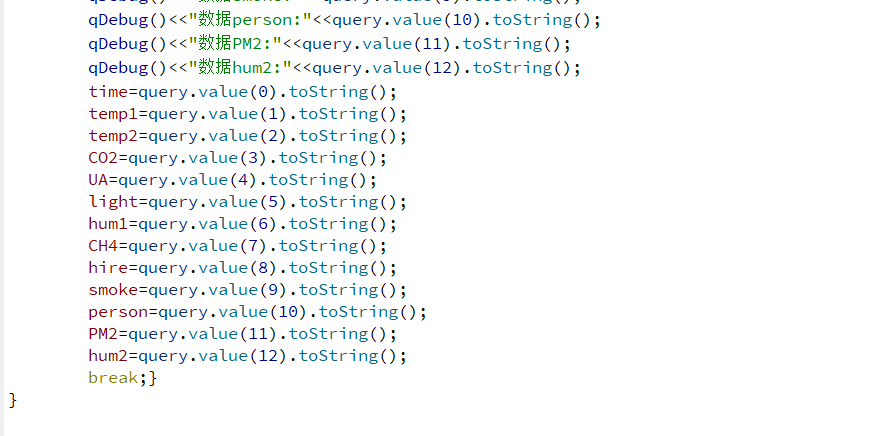 qDebug()<<"数据person:"<<query.value(10).toString();
qDebug()<<"数据PM2:"<<query.value(11).toString();
qDebug()<<"数据hum2:"<<query.value(12).toString();
time=query.value(0).toString();
temp1=query.value(1).toString();
temp2=query.value(2).toString();
CO2=query.value(3).toString();
UA=query.value(4).toString();
light=query.value(5).toString();
hum1=query.value(6).toString();
CH4=query.value(7).toString();
hire=query.value(8).toString();
smoke=query.value(9).toString();
person=query.value(10).toString();
PM2=query.value(11).toString();
hum2=query.value(12).toString();
break;}
}